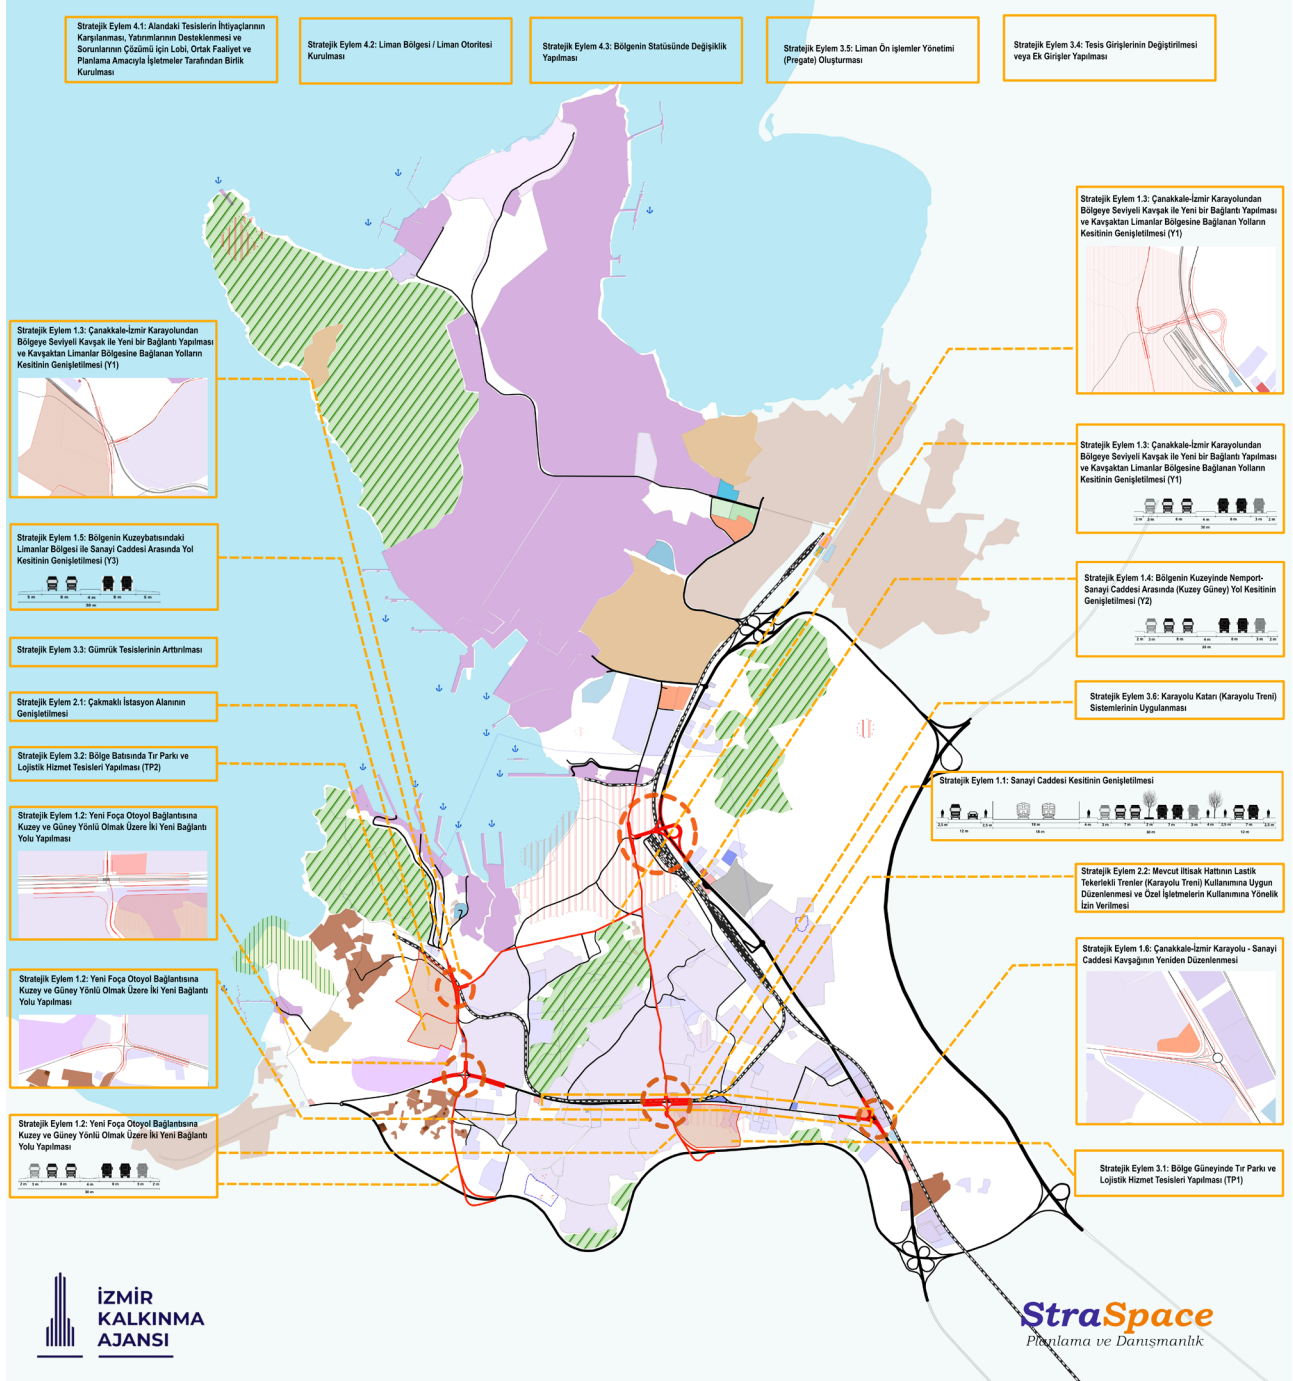 Stratejik Eylem 4.1: Alandaki Tesislerin İhtiyaçlarının
Karşılanması, Yatırımlarının Desteklenmesi ve
Sorunlarının Çözümü için Lobi, Ortak Faaliyet ve
Planlama Amacıyla İşletmeler Tarafından Birlik
Kurulması
Stratejik Eylem 4.2: Liman Bölgesi / Liman Otoritesi
Kurulması
Stratejik Eylem 4.3: Bölgenin Statüsünde Değişiklik
Yapılması
Stratejik Eylem 3.5: Liman Ön işlemler Yönetimi
(Pregate) Oluşturması
Stratejik Eylem 3.4: Tesis Girişlerinin Değiştirilmesi
veya Ek Girişler Yapılması
Stratejik Eylem 1.3: Çanakkale-İzmir Karayolundan
Bölgeye Seviyeli Kavşak ile Yeni bir Bağlantı Yapılması
ve Kavşaktan Limanlar Bölgesine Bağlanan Yolların
Kesitinin Genişletilmesi (Y1)
Stratejik Eylem 1.5: Bölgenin Kuzeybatısındaki
Limanlar Bölgesi ile Sanayi Caddesi Arasında Yol
Kesitinin Genişletilmesi (Y3)
Stratejik Eylem 3.3: Gümrük Tesislerinin Arttırılması
Stratejik Eylem 2.1: Çakmaklı İstasyon Alanının
Genişletilmesi
Stratejik Eylem 3.2: Bölge Batısında Tır Parkı ve
Lojistik Hizmet Tesisleri Yapılması (TP2)
Stratejik Eylem 1.2: Yeni Foça Otoyol Bağlantısına
Kuzey ve Güney Yönlü Olmak Üzere İki Yeni Bağlantı
Yolu Yapılması
Stratejik Eylem 1.2: Yeni Foça Otoyol Bağlantısına
Kuzey ve Güney Yönlü Olmak Üzere İki Yeni Bağlantı
Yolu Yapılması
Stratejik Eylem 1.2: Yeni Foça Otoyol Bağlantısına
Kuzey ve Güney Yönlü Olmak Üzere İki Yeni Bağlantı
Yolu Yapılması
Stratejik Eylem 1.3: Çanakkale-İzmir Karayolundan
Bölgeye Seviyeli Kavşak ile Yeni bir Bağlantı Yapılması
ve Kavşaktan Limanlar Bölgesine Bağlanan Yolların
Kesitinin Genişletilmesi (Y1)
Stratejik Eylem 1.3: Çanakkale-İzmir Karayolundan
Bölgeye Seviyeli Kavşak ile Yeni bir Bağlantı Yapılması
ve Kavşaktan Limanlar Bölgesine Bağlanan Yolların
Kesitinin Genişletilmesi (Y1)
Stratejik Eylem 1.4: Bölgenin Kuzeyinde Nemport-
Sanayi Caddesi Arasında (Kuzey Güney) Yol Kesitinin
Genişletilmesi (Y2)
Stratejik Eylem 3.6: Karayolu Katarı (Karayolu Treni)
Sistemlerinin Uygulanması
Stratejik Eylem 1.1: Sanayi Caddesi Kesitinin Genişletilmesi
Stratejik Eylem 2.2: Mevcut iltisak Hattının Lastik
Tekerlekli Trenler (Karayolu Treni) Kullanımına Uygun
Düzenlenmesi ve Özel İşletmelerin Kullanımına Yönelik
İzin Verilmesi
Stratejik Eylem 1.6: Çanakkale-İzmir Karayolu - Sanayi
Caddesi Kavşağının Yeniden Düzenlenmesi
Stratejik Eylem 3.1: Bölge Güneyinde Tır Parkı ve
Lojistik Hizmet Tesisleri Yapılması (TP1)
İZMİR
KALKINMA
AJANSI
StraSpace
Planlama ve Danışmanlık